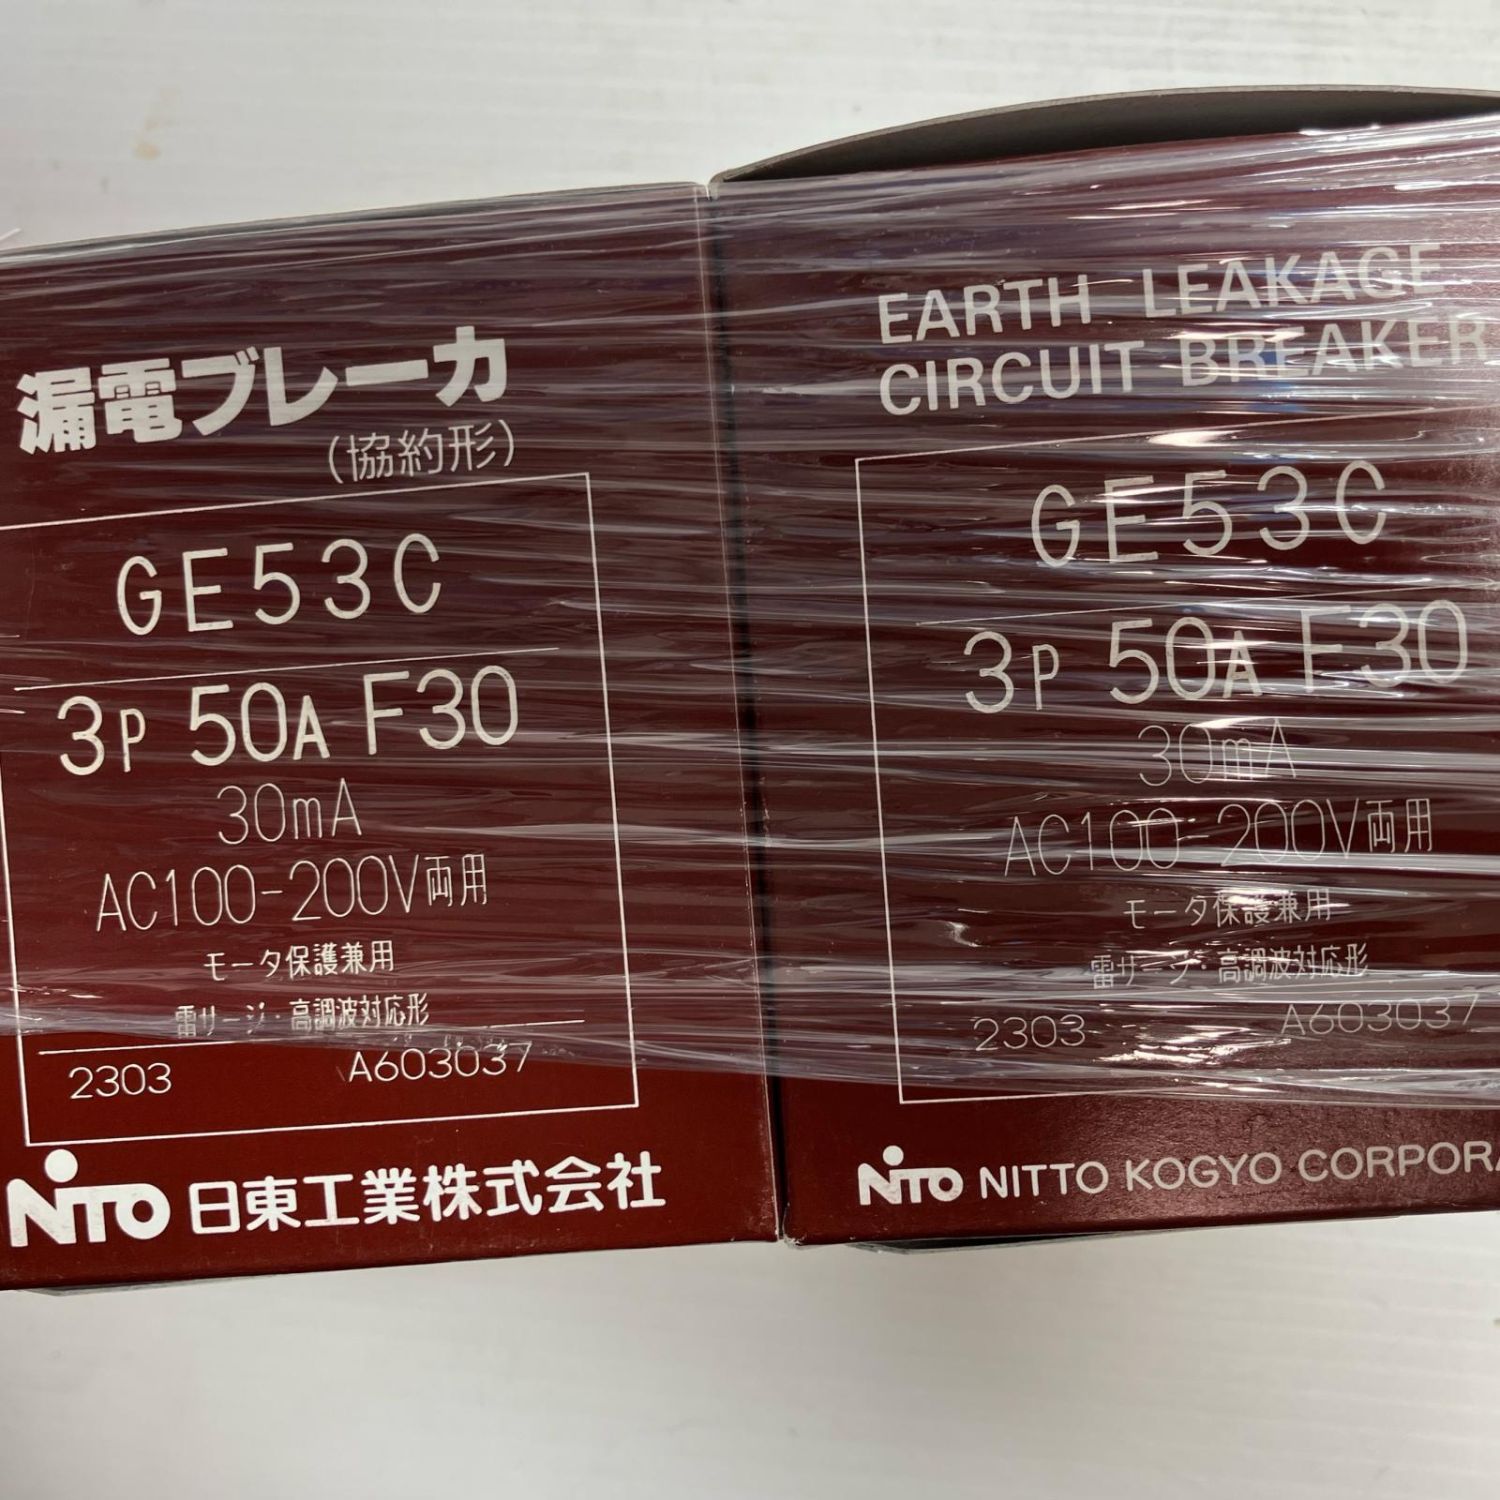 漏電ブレーカ
(協約形)
GE53C
3P 50A F30
30mA
AC100-200V両用
モータ保護兼用
雷サージ・高調波対応形
2303 A603037
NITO 日東工業株式会社
EARTH LEAKAGE
CIRCUIT BREAKER
GE53C
3P 50A F30
30mA
AC100-200V両用
モータ保護兼用
雷サージ・高調波対応形
2303 A603037
NITO NITTO KOGYO CORPORA